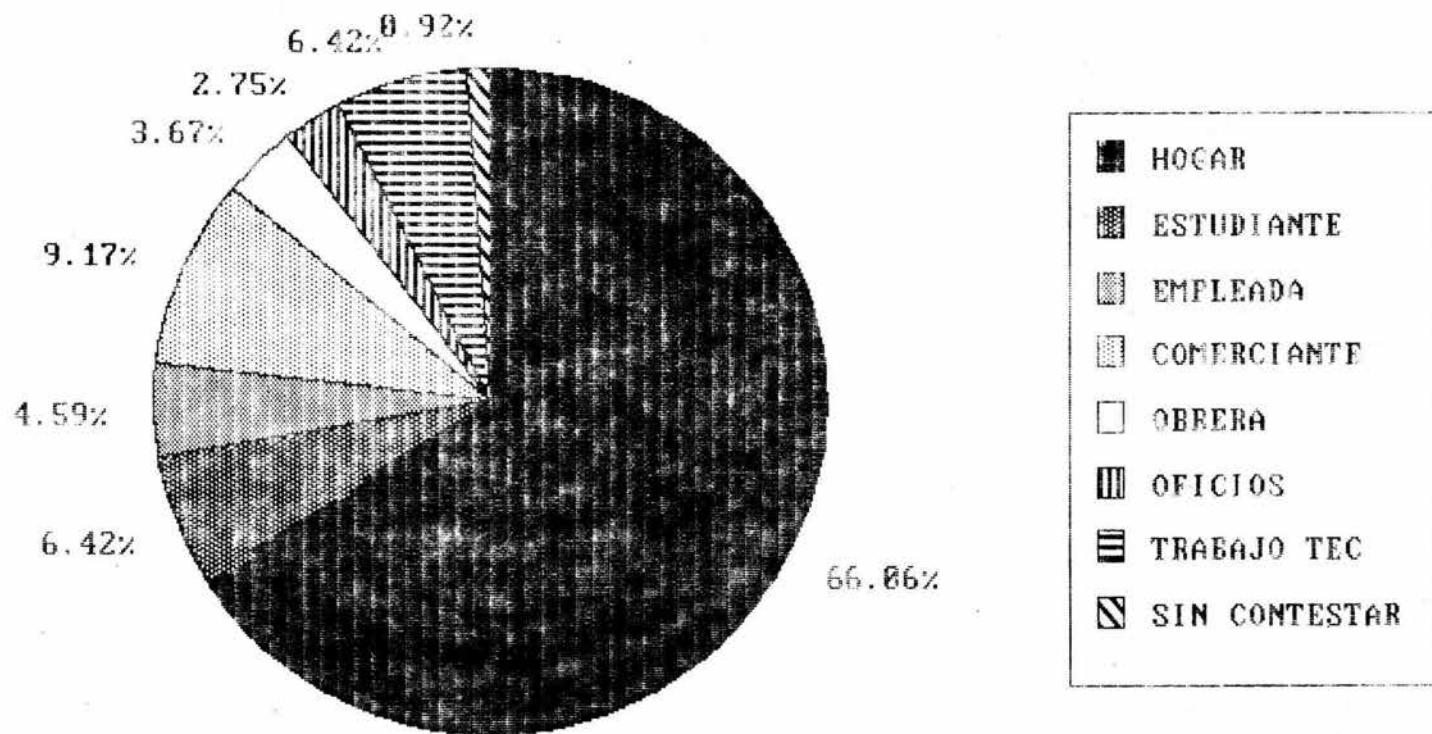 0.92%
6.42%
2.75%
3.67%
9.17%
4.59%
6.42%
66.06%
HOGAR
ESTUDIANTE
EMPLEADA
COMERCIANTE
OBRERA
OFICIOS
TRABAJO TEC
SIN CONTESTAR